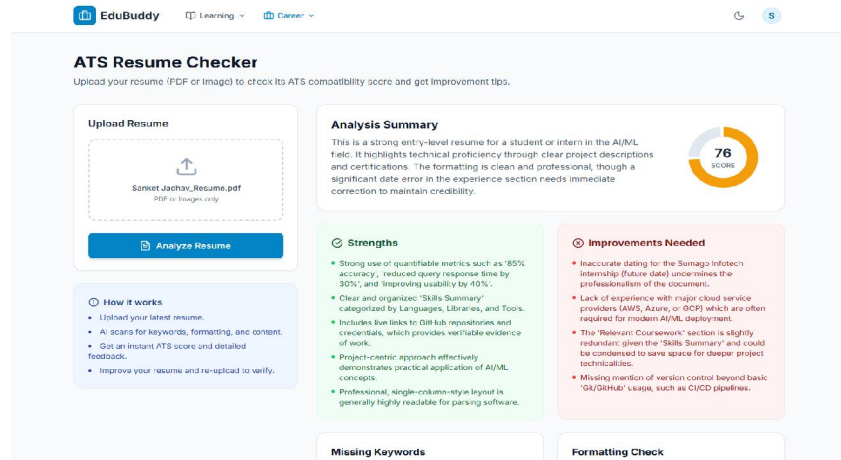 EduBuddy
Learning
Career
S
ATS Resume Checker
Upload your resume (PDF or Image) to check its ATS compatibility score and get improvement tips.
Upload Resume
Sanket Jadhav_Resume.pdf
PDF or Images only
Analyze Resume
How it works
• Upload your latest resume.
• AI scans for keywords, formatting, and content.
• Get an instant ATS score and detailed
feedback.
• Improve your resume and re-upload to verify.
Analysis Summary
This is a strong entry-level resume for a student or intern in the AI/ML
field. It highlights technical proficiency through clear project descriptions
and certifications. The formatting is clean and professional, though a
significant date error in the experience section needs immediate
correction to maintain credibility.
76
SCORE
Strengths
• Strong use of quantifiable metrics such as '85%
accuracy', 'reduced query response time by
30%', and 'improving usability by 40%'.
• Clear and organized 'Skills Summary'
categorized by Languages, Libraries, and Tools.
• Includes live links to GitHub repositories and
credentials, which provides verifiable evidence
of work.
• Project-centric approach effectively
demonstrates practical application of AI/ML
concepts.
• Professional, single-column-style layout is
generally highly readable for parsing software.
Improvements Needed
• Inaccurate dating for the Sumago Infotech
internship (future date) undermines the
professionalism of the document.
• Lack of experience with major cloud service
providers (AWS, Azure, or GCP) which are often
required for modern AI/ML deployment.
• The 'Relevant Coursework' section is slightly
redundant given the 'Skills Summary' and could
be condensed to save space for deeper project
technicalities.
• Missing mention of version control beyond basic
'Git/GitHub' usage, such as CI/CD pipelines.
Missing Keywords
Formatting Check